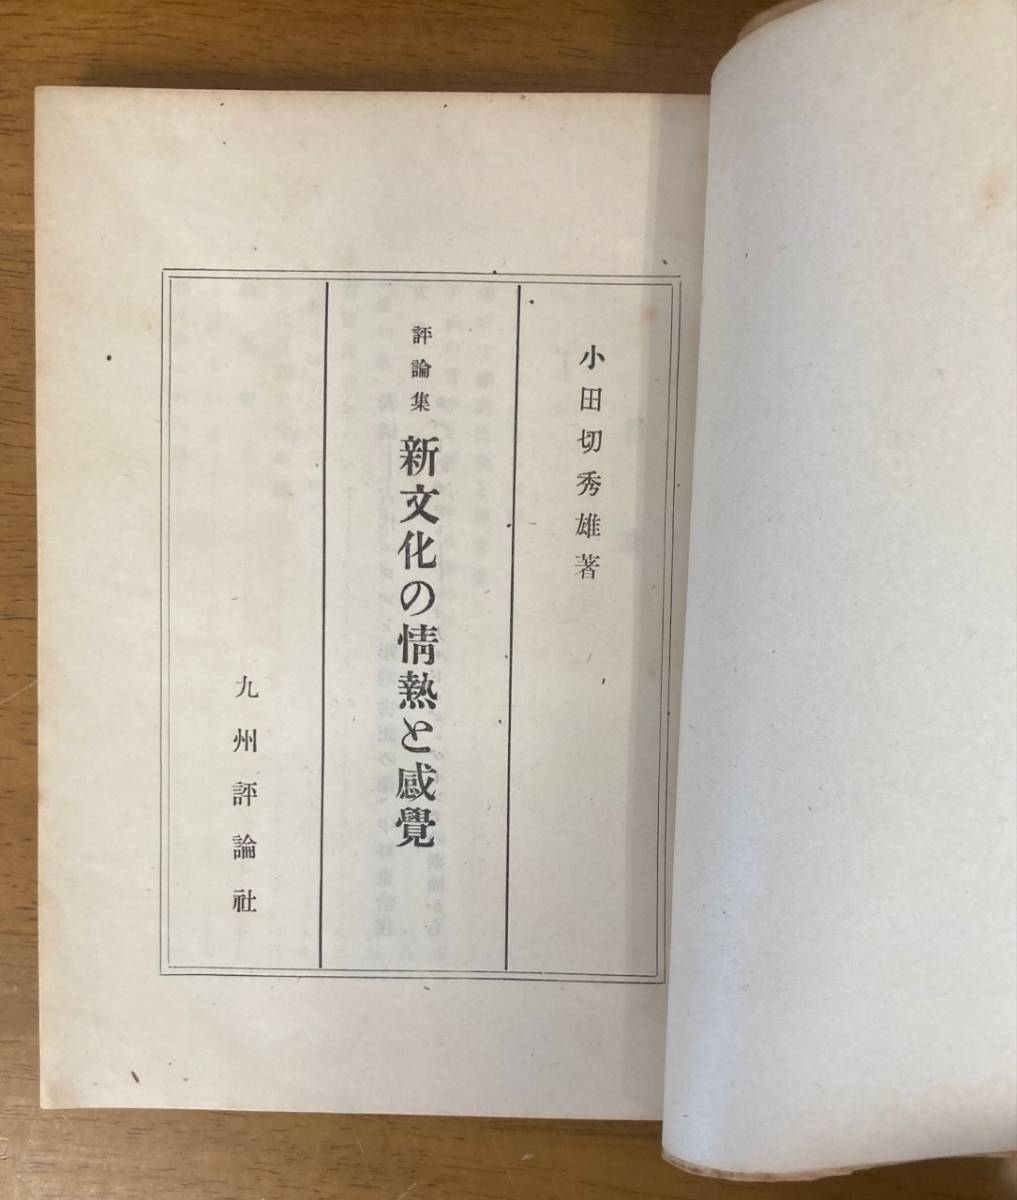 小田切秀雄著
評論集 新文化の情熱と感覺
九州評論社